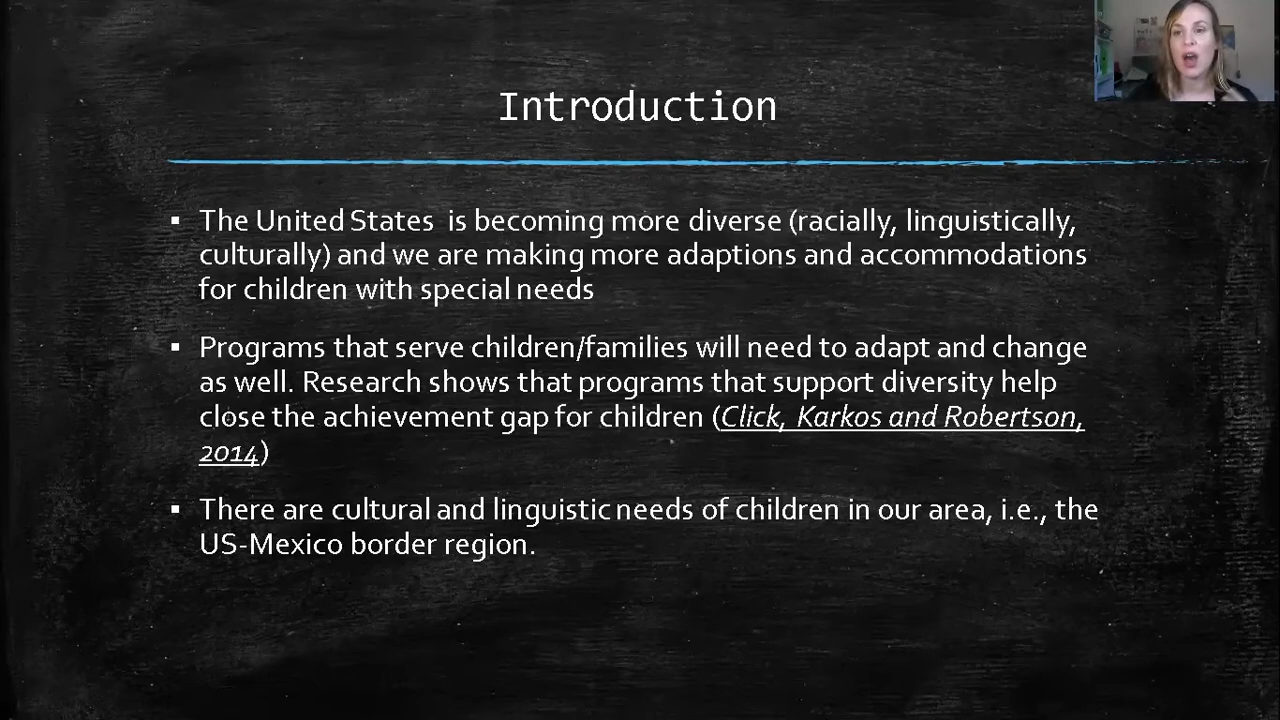 Introduction
▪ The United States  is becoming more diverse (racially, linguistically,
culturally) and we are making more adaptions and accommodations
for children with special needs
▪ Programs that serve children/families will need to adapt and change
as well. Research shows that programs that support diversity help
close the achievement gap for children (Click, Karkos and Robertson,
2014)
▪ There are cultural and linguistic needs of children in our area, i.e., the
US-Mexico border region.